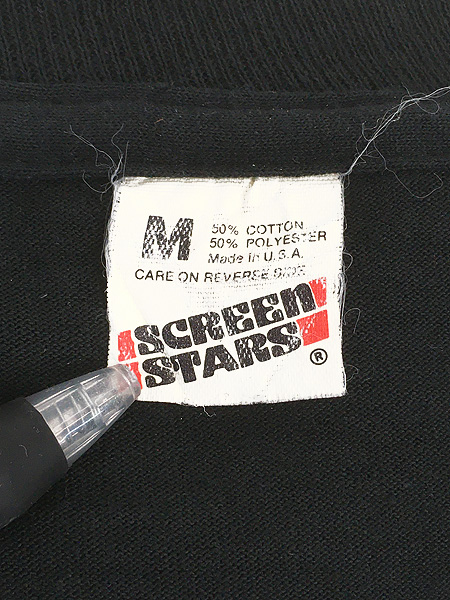 M
50% COTTON
50% POLYESTER
Made in U.S.A.
CARE ON REVERSE SIDE
SCREEN
STARS
®